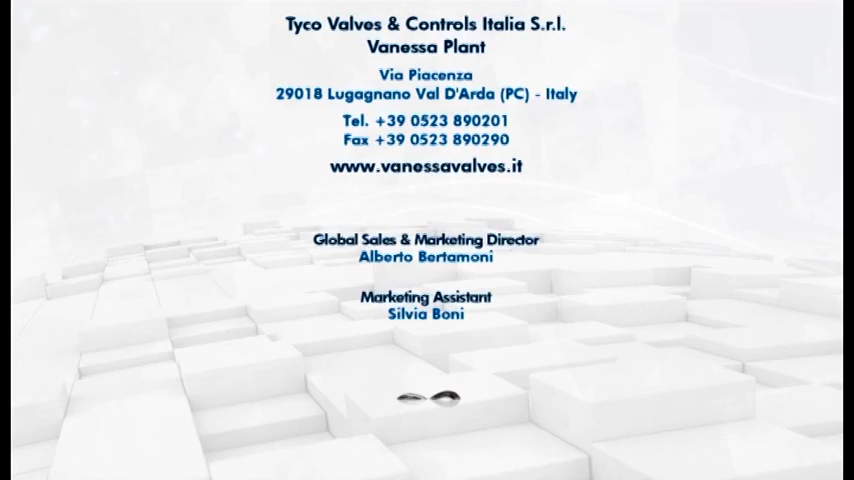 Tyco Valves & Controls Italia S.r.l.
Vanessa Plant
Via Piacenza
29018 Lugagnano Val D'Arda (PC) - Italy
Tel. +39 0523 890201
Fax +39 0523 890290
www.vanessavalves.it
Global Sales & Marketing Director
Alberto Bertamoni
Marketing Assistant
Silvia Boni